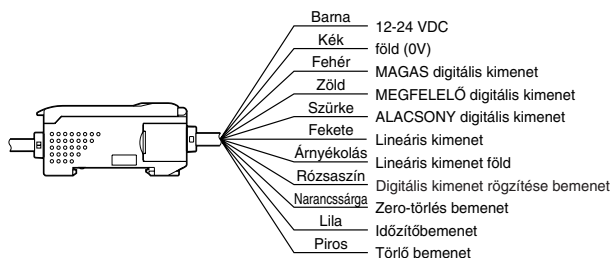 Barna 12-24 VDC
Kék föld (0V)
Fehér MAGAS digitális kimenet
Zöld MEGFELELŐ digitális kimenet
Szürke ALACSONY digitális kimenet
Fekete Lineáris kimenet
Árnyékolás Lineáris kimenet föld
Rózsaszín Digitális kimenet rögzítése bemenet
Narancssárga Zero-törlés bemenet
Lila Időzítőbemenet
Piros Törlő bemenet